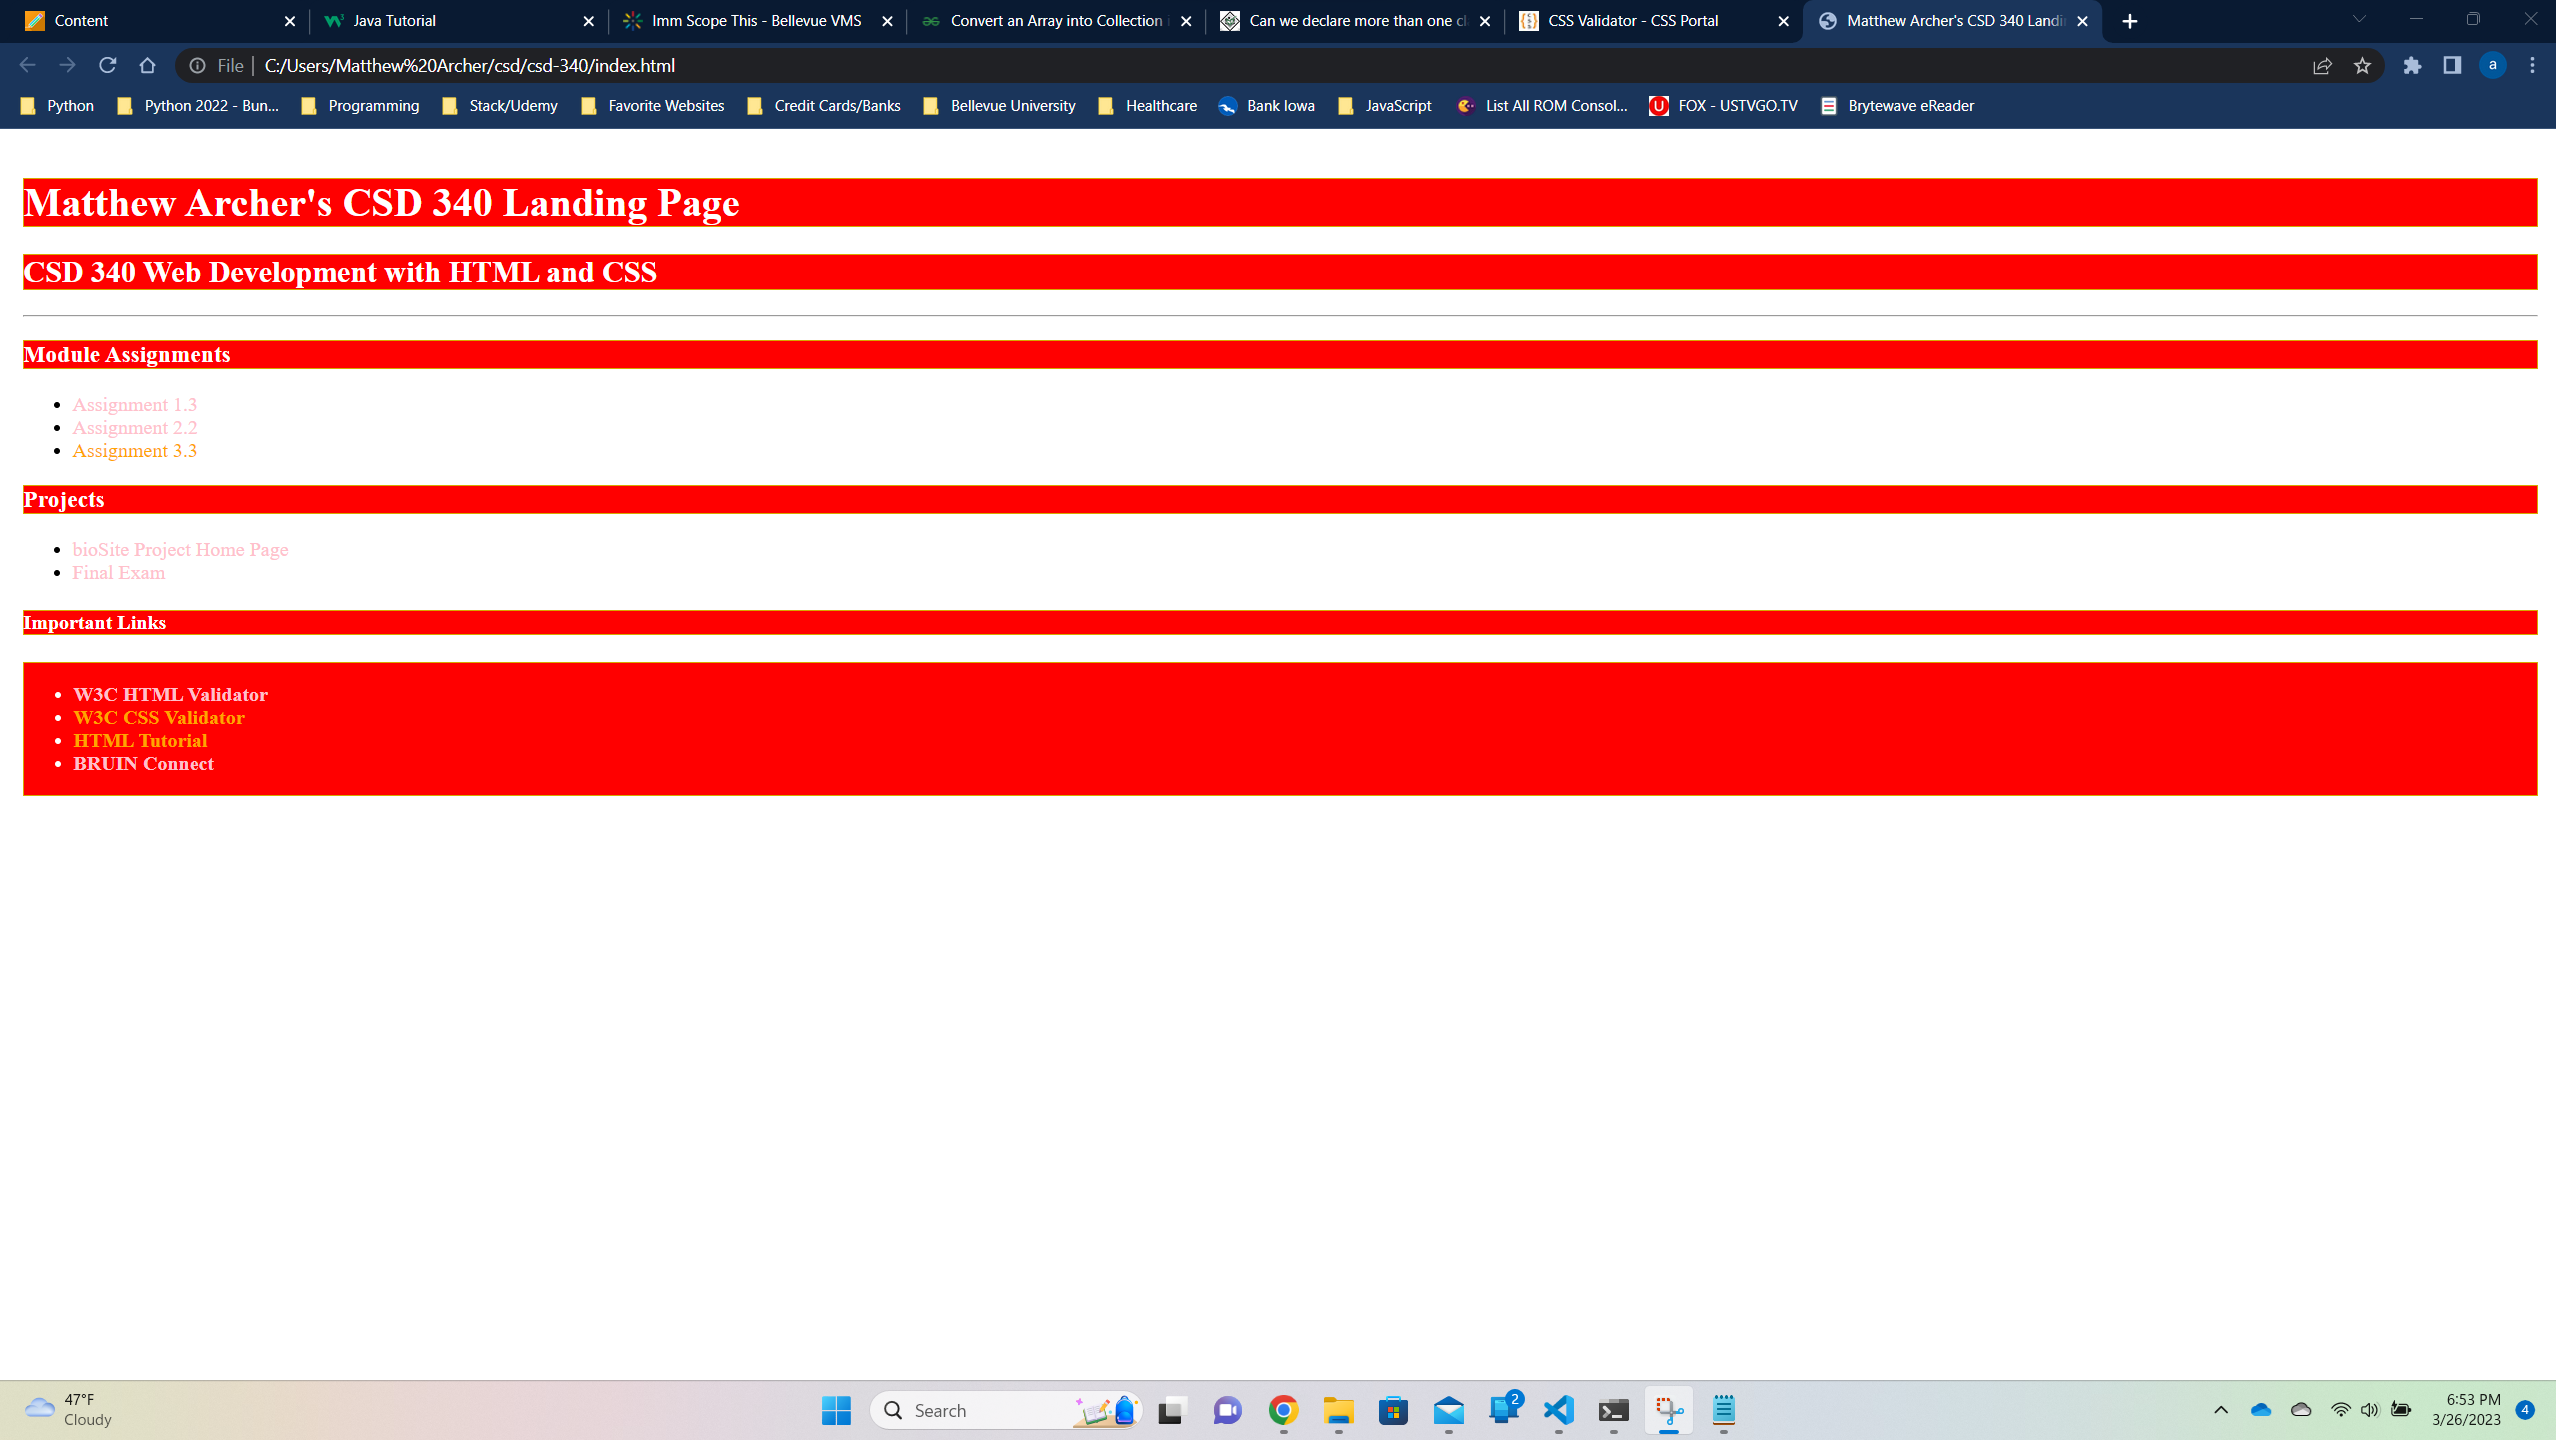 Content
Java Tutorial
Imm Scope This - Bellevue VMS
Convert an Array into Collection i
Can we declare more than one cl
CSS Validator - CSS Portal
Matthew Archer's CSD 340 Landi
File
C:/Users/Matthew%20Archer/csd/csd-340/index.html
a
Python
Python 2022 - Bun...
Programming
Stack/Udemy
Favorite Websites
Credit Cards/Banks
Bellevue University
Healthcare
Bank Iowa
JavaScript
List All ROM Consol...
FOX - USTVGO.TV
Brytewave eReader
Matthew Archer's CSD 340 Landing Page
CSD 340 Web Development with HTML and CSS
Module Assignments
Assignment 1.3
Assignment 2.2
Assignment 3.3
Projects
bioSite Project Home Page
Final Exam
Important Links
W3C HTML Validator
W3C CSS Validator
HTML Tutorial
BRUIN Connect
47°F
Cloudy
Search
2
6:53 PM
3/26/2023
4